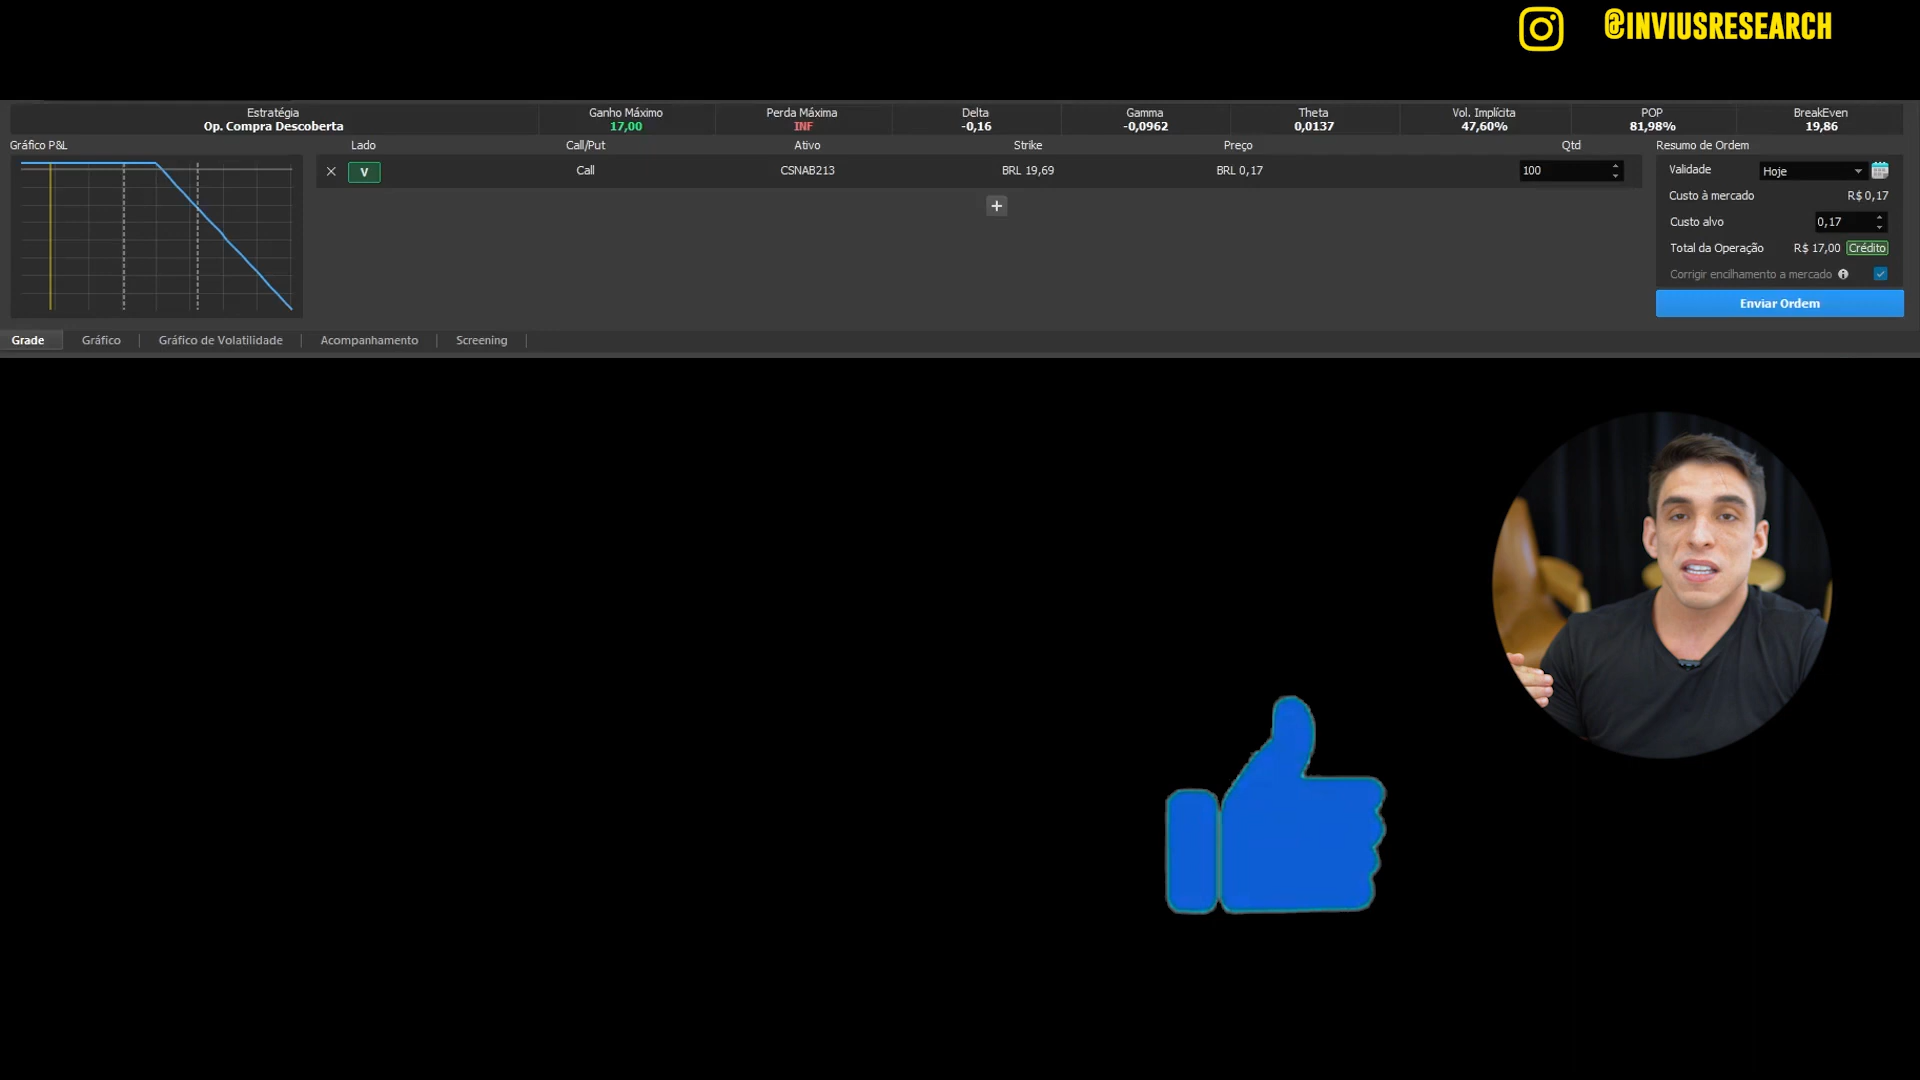 @INVIUSRESEARCH
Estratégia Ganho Máximo Perda Máxima Delta Gamma Theta Vol. Implícita POP BreakEven
Op. Compra Descoberta 17,00 INF -0,16 -0,0962 0,0137 47,60% 81,98% 19,86
Gráfico P&L Lado Call/Put Ativo Strike Preço Qtd Resumo de Ordem
V Call CSNAB213 BRL 19,69 BRL 0,17 100 Validade Hoje
Custo à mercado R$ 0,17
Custo alvo 0,17
Total da Operação R$ 17,00 Crédito
Corrigir encilhamento a mercado
Enviar Ordem
Grade Gráfico Gráfico de Volatilidade Acompanhamento Screening